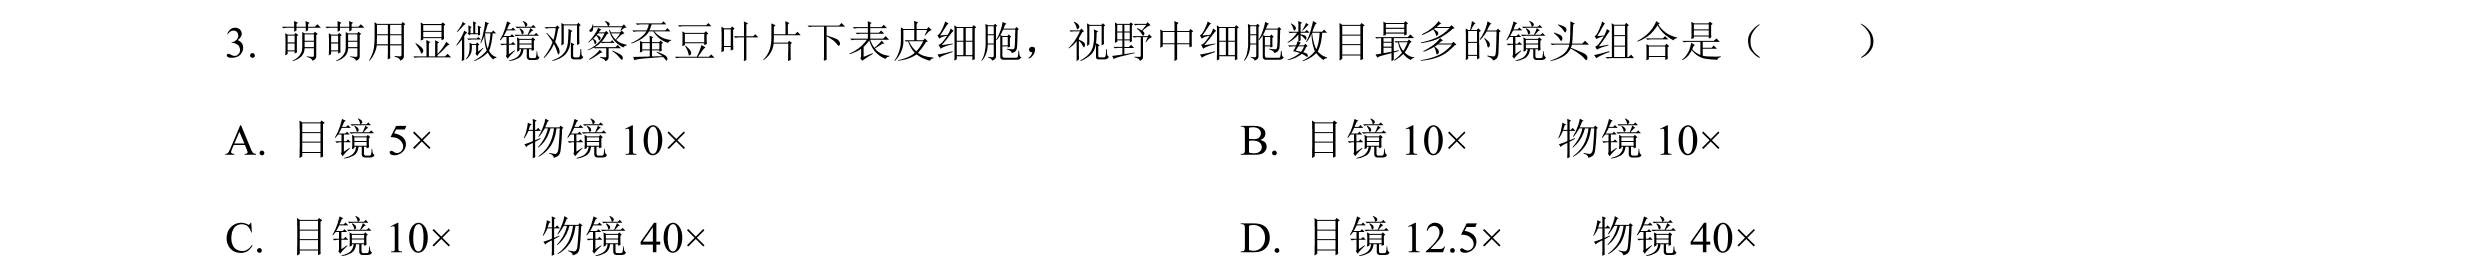 3. 萌萌用显微镜观察蚕豆叶片下表皮细胞，视野中细胞数目最多的镜头组合是（　　）
A. 目镜 5×　　物镜 10×　　B. 目镜 10×　　物镜 10×
C. 目镜 10×　　物镜 40×　　D. 目镜 12.5×　　物镜 40×